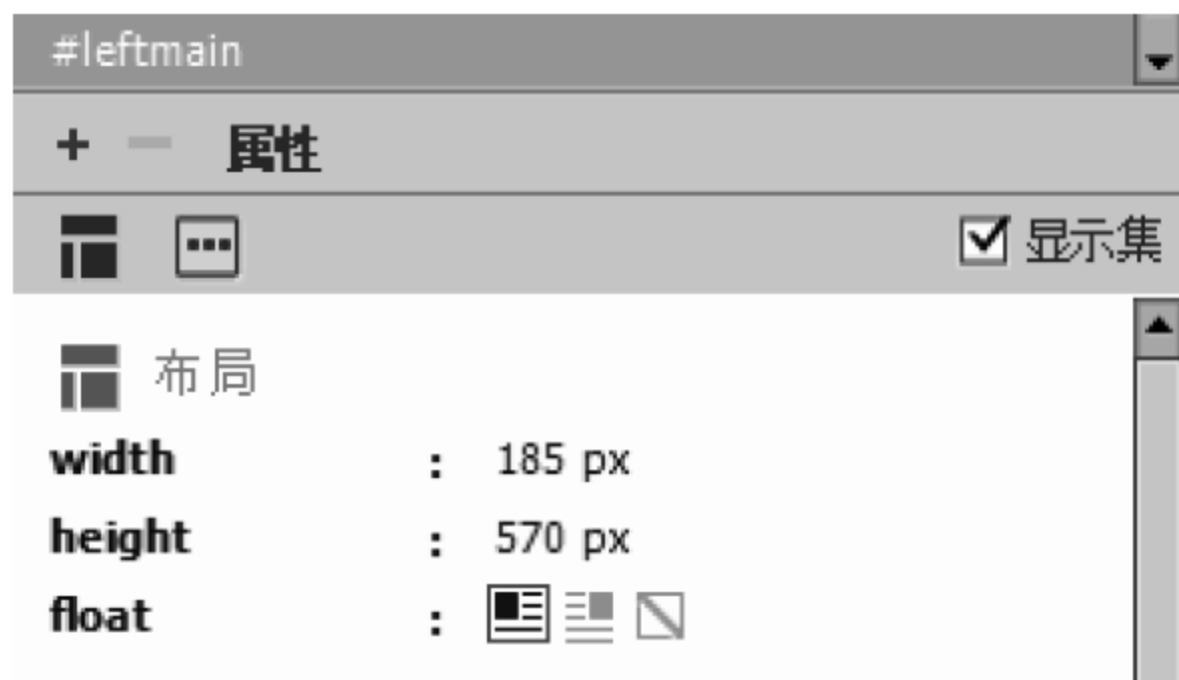 #leftmain
+ − 属性
显示集
布局
width : 185 px
height : 570 px
float :